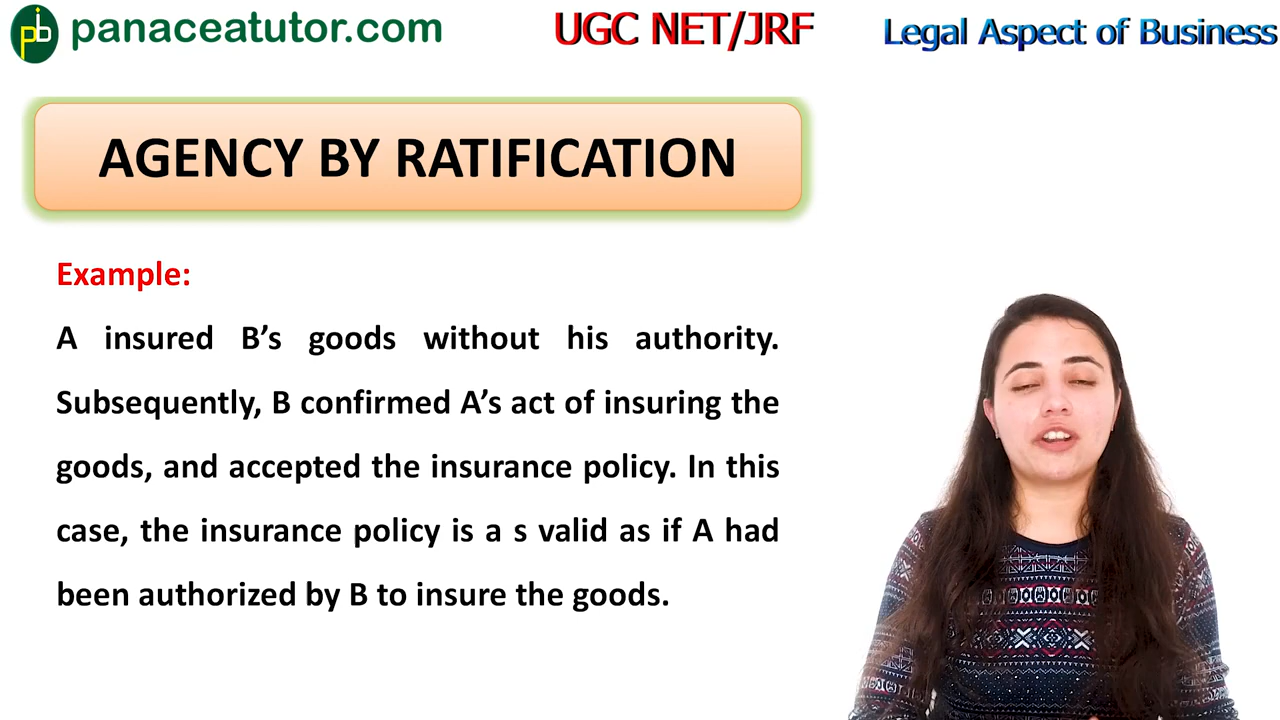 panaceatutor.com
UGC NET/JRF
Legal Aspect of Business
AGENCY BY RATIFICATION
Example:
A insured B’s goods without his authority.
Subsequently, B confirmed A’s act of insuring the
goods, and accepted the insurance policy. In this
case, the insurance policy is a s valid as if A had
been authorized by B to insure the goods.